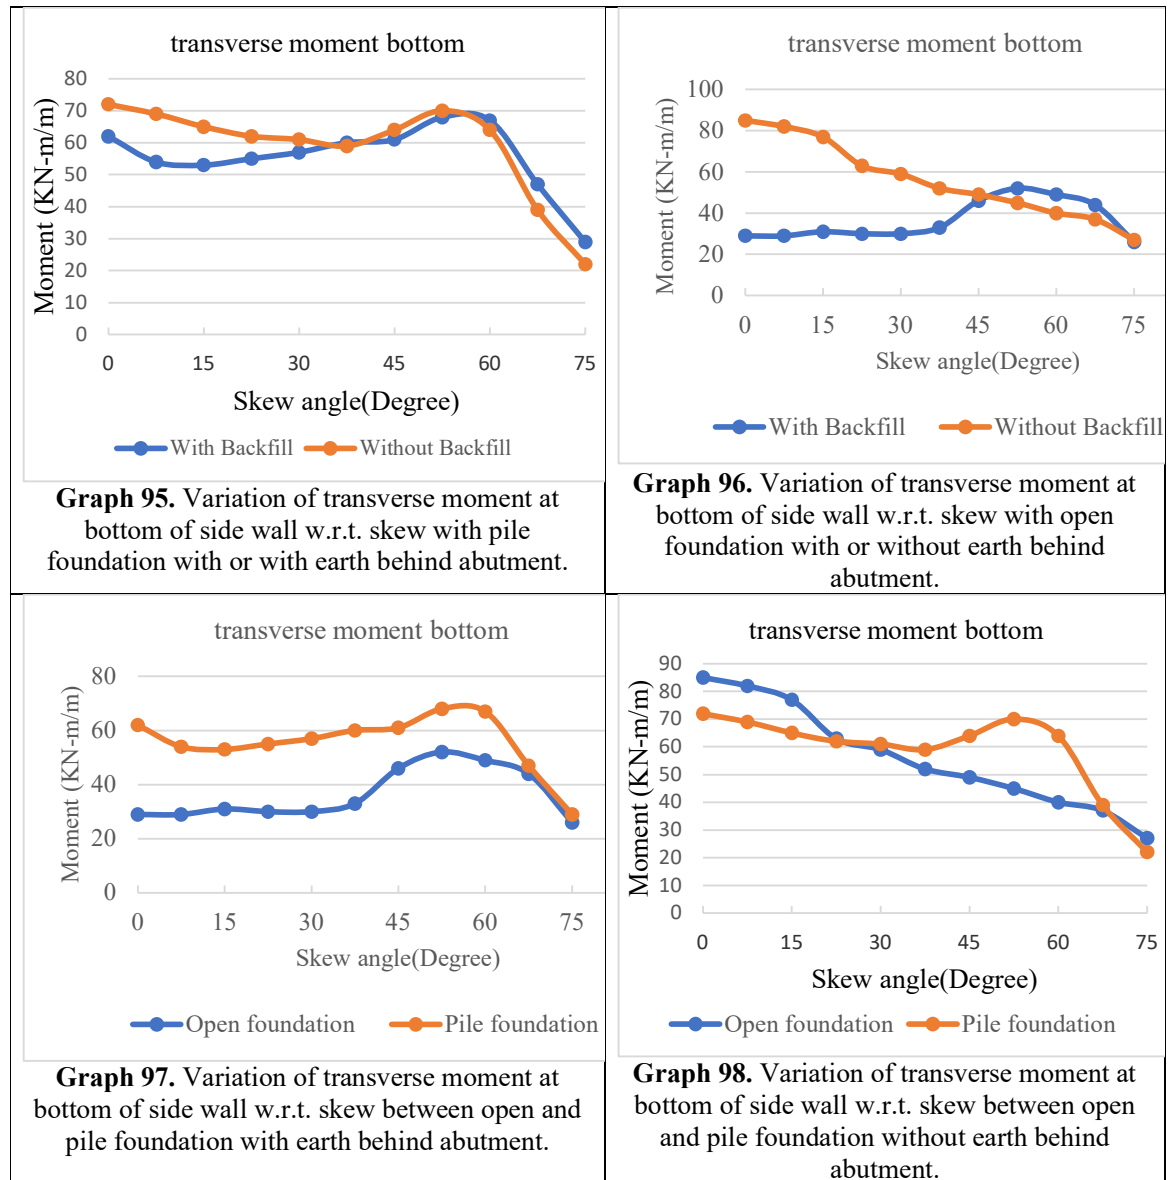 transverse moment bottom
80
70
60
50
40
30
20
10
0
Moment (KN-m/m)
0 15 30 45 60 75
Skew angle(Degree)
With Backfill Without Backfill
Graph 95. Variation of transverse moment at
bottom of side wall w.r.t. skew with pile
foundation with or with earth behind abutment.
transverse moment bottom
100
80
60
40
20
0
Moment (KN-m/m)
0 15 30 45 60 75
Skew angle(Degree)
With Backfill Without Backfill
Graph 96. Variation of transverse moment at
bottom of side wall w.r.t. skew with open
foundation with or without earth behind
abutment.
transverse moment bottom
80
60
40
20
0
Moment (KN-m/m)
0 15 30 45 60 75
Skew angle(Degree)
Open foundation Pile foundation
Graph 97. Variation of transverse moment at
bottom of side wall w.r.t. skew between open and
pile foundation with earth behind abutment.
transverse moment bottom
90
80
70
60
50
40
30
20
10
0
Moment (KN-m/m)
0 15 30 45 60 75
Skew angle(Degree)
Open foundation Pile foundation
Graph 98. Variation of transverse moment at
bottom of side wall w.r.t. skew between open
and pile foundation without earth behind
abutment.